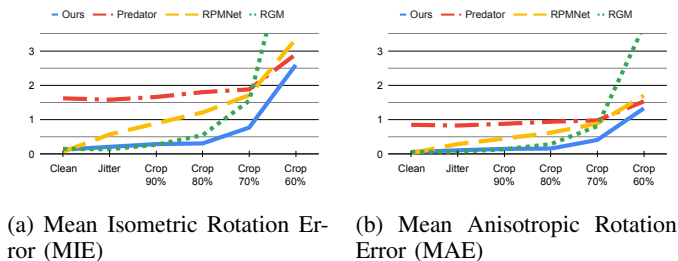 Ours Predator RPMNet RGM
3
2
1
0
Clean Jitter Crop 90% Crop 80% Crop 70% Crop 60%
(a) Mean Isometric Rotation Er-
ror (MIE)
Ours Predator RPMNet RGM
3
2
1
0
Clean Jitter Crop 90% Crop 80% Crop 70% Crop 60%
(b) Mean Anisotropic Rotation
Error (MAE)